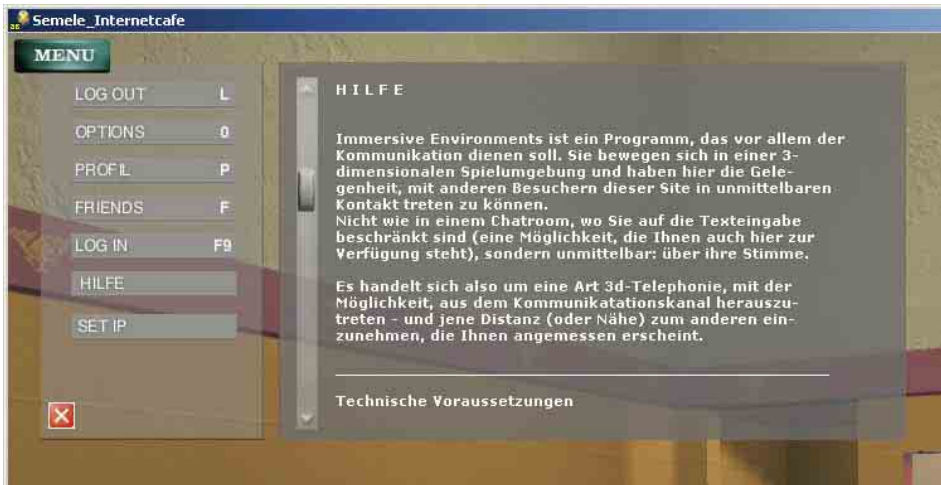 Semele_Internetcafe
MENU
LOG OUT L
OPTIONS O
PROFIL P
FRIENDS F
LOG IN F9
HILFE
SET IP
HILFE
Immersive Environments ist ein Programm, das vor allem der
Kommunikation dienen soll. Sie bewegen sich in einer 3-
dimensionalen Spielumgebung und haben hier die Gele-
genheit, mit anderen Besuchern dieser Site in unmittelbaren
Kontakt treten zu können.
Nicht wie in einem Chatroom, wo Sie auf die Texteingabe
beschränkt sind (eine Möglichkeit, die Ihnen auch hier zur
Verfügung steht), sondern unmittelbar: über ihre Stimme.
Es handelt sich also um eine Art 3d-Telephonie, mit der
Möglichkeit, aus dem Kommunikatationskanal herauszu-
treten - und jene Distanz (oder Nähe) zum anderen ein-
zunehmen, die Ihnen angemessen erscheint.
Technische Voraussetzungen